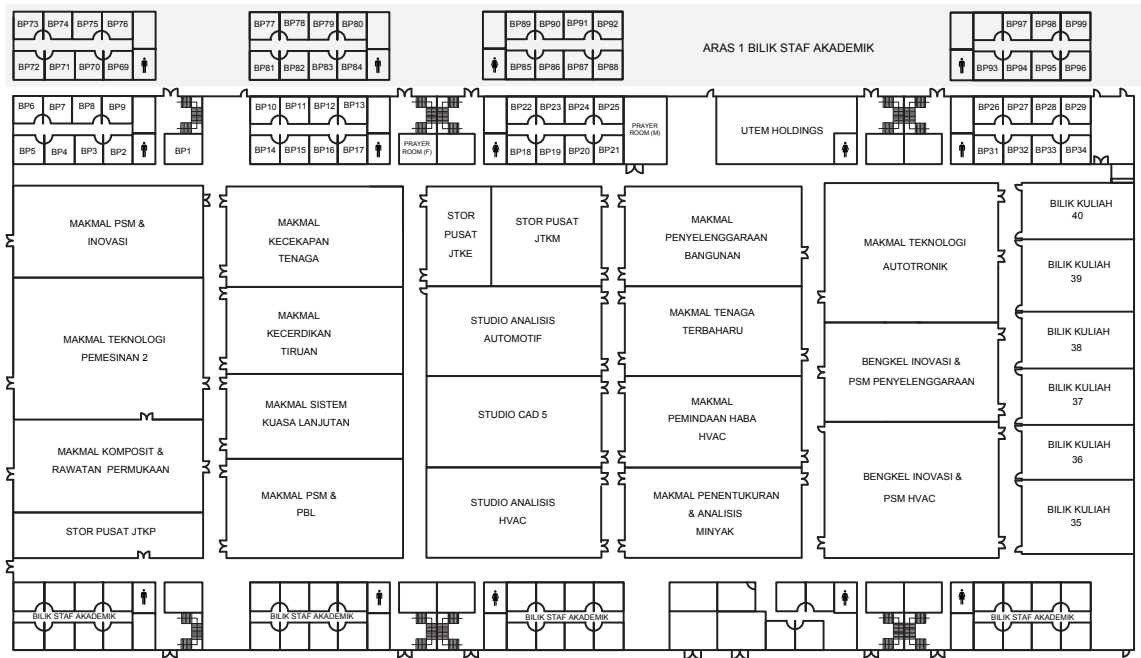 BP73 BP74 BP75 BP76
BP77 BP78 BP79 BP80
BP89 BP90 BP91 BP92
BP97 BP98 BP99
ARAS 1 BILIK STAF AKADEMIK
BP72 BP71 BP70 BP69
BP81 BP82 BP83 BP84
BP85 BP86 BP87 BP88
BP93 BP94 BP95 BP96
BP6 BP7 BP8 BP9
BP10 BP11 BP12 BP13
BP22 BP23 BP24 BP25
BP26 BP27 BP28 BP29
PRAYER
ROOM (M)
UTEM HOLDINGS
BP5 BP4 BP3 BP2
BP1
BP14 BP15 BP16 BP17
PRAYER
ROOM (F)
BP18 BP19 BP20 BP21
BP31 BP32 BP33 BP34
MAKMAL PSM &
INOVASI
MAKMAL TEKNOLOGI
PEMESINAN 2
MAKMAL KOMPOSIT &
RAWATAN PERMUKAAN
STOR PUSAT JTKP
MAKMAL
KECEKAPAN
TENAGA
MAKMAL
KECERDIKAN
TIRUAN
MAKMAL SISTEM
KUASA LANJUTAN
MAKMAL PSM &
PBL
STOR
PUSAT
JTKE
STOR PUSAT
JTKM
STUDIO ANALISIS
AUTOMOTIF
STUDIO CAD 5
STUDIO ANALISIS
HVAC
MAKMAL
PENYELENGGARAAN
BANGUNAN
MAKMAL TENAGA
TERBAHARU
MAKMAL
PEMINDAAN HABA
HVAC
MAKMAL PENENTUKURAN
& ANALISIS
MINYAK
MAKMAL TEKNOLOGI
AUTOTRONIK
BENGKEL INOVASI &
PSM PENYELENGGARAAN
BENGKEL INOVASI &
PSM HVAC
BILIK KULIAH
40
BILIK KULIAH
39
BILIK KULIAH
38
BILIK KULIAH
37
BILIK KULIAH
36
BILIK KULIAH
35
BILIK STAF AKADEMIK
BILIK STAF AKADEMIK
BILIK STAF AKADEMIK
BILIK STAF AKADEMIK